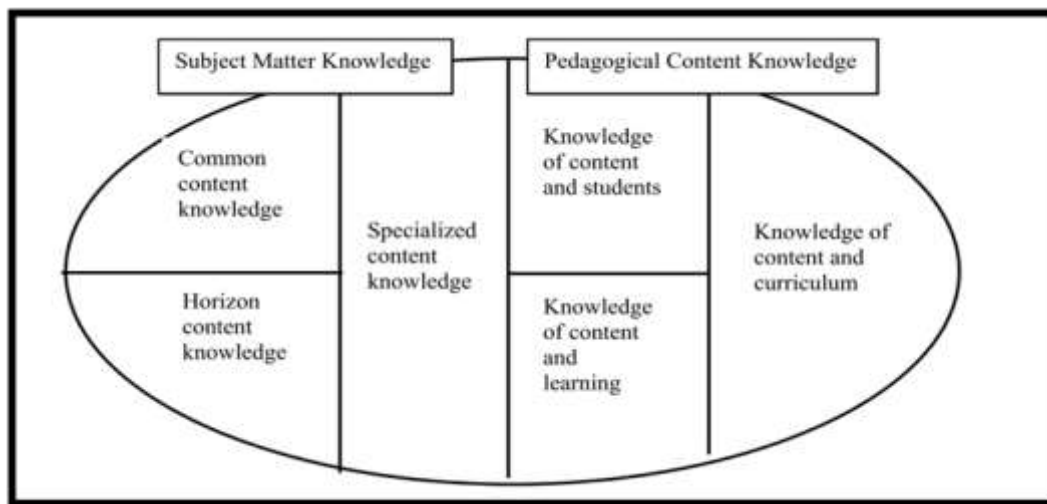 Subject Matter Knowledge
Pedagogical Content Knowledge
Common
content
knowledge
Horizon
content
knowledge
Specialized
content
knowledge
Knowledge
of content
and students
Knowledge
of content
and
learning
Knowledge of
content and
curriculum